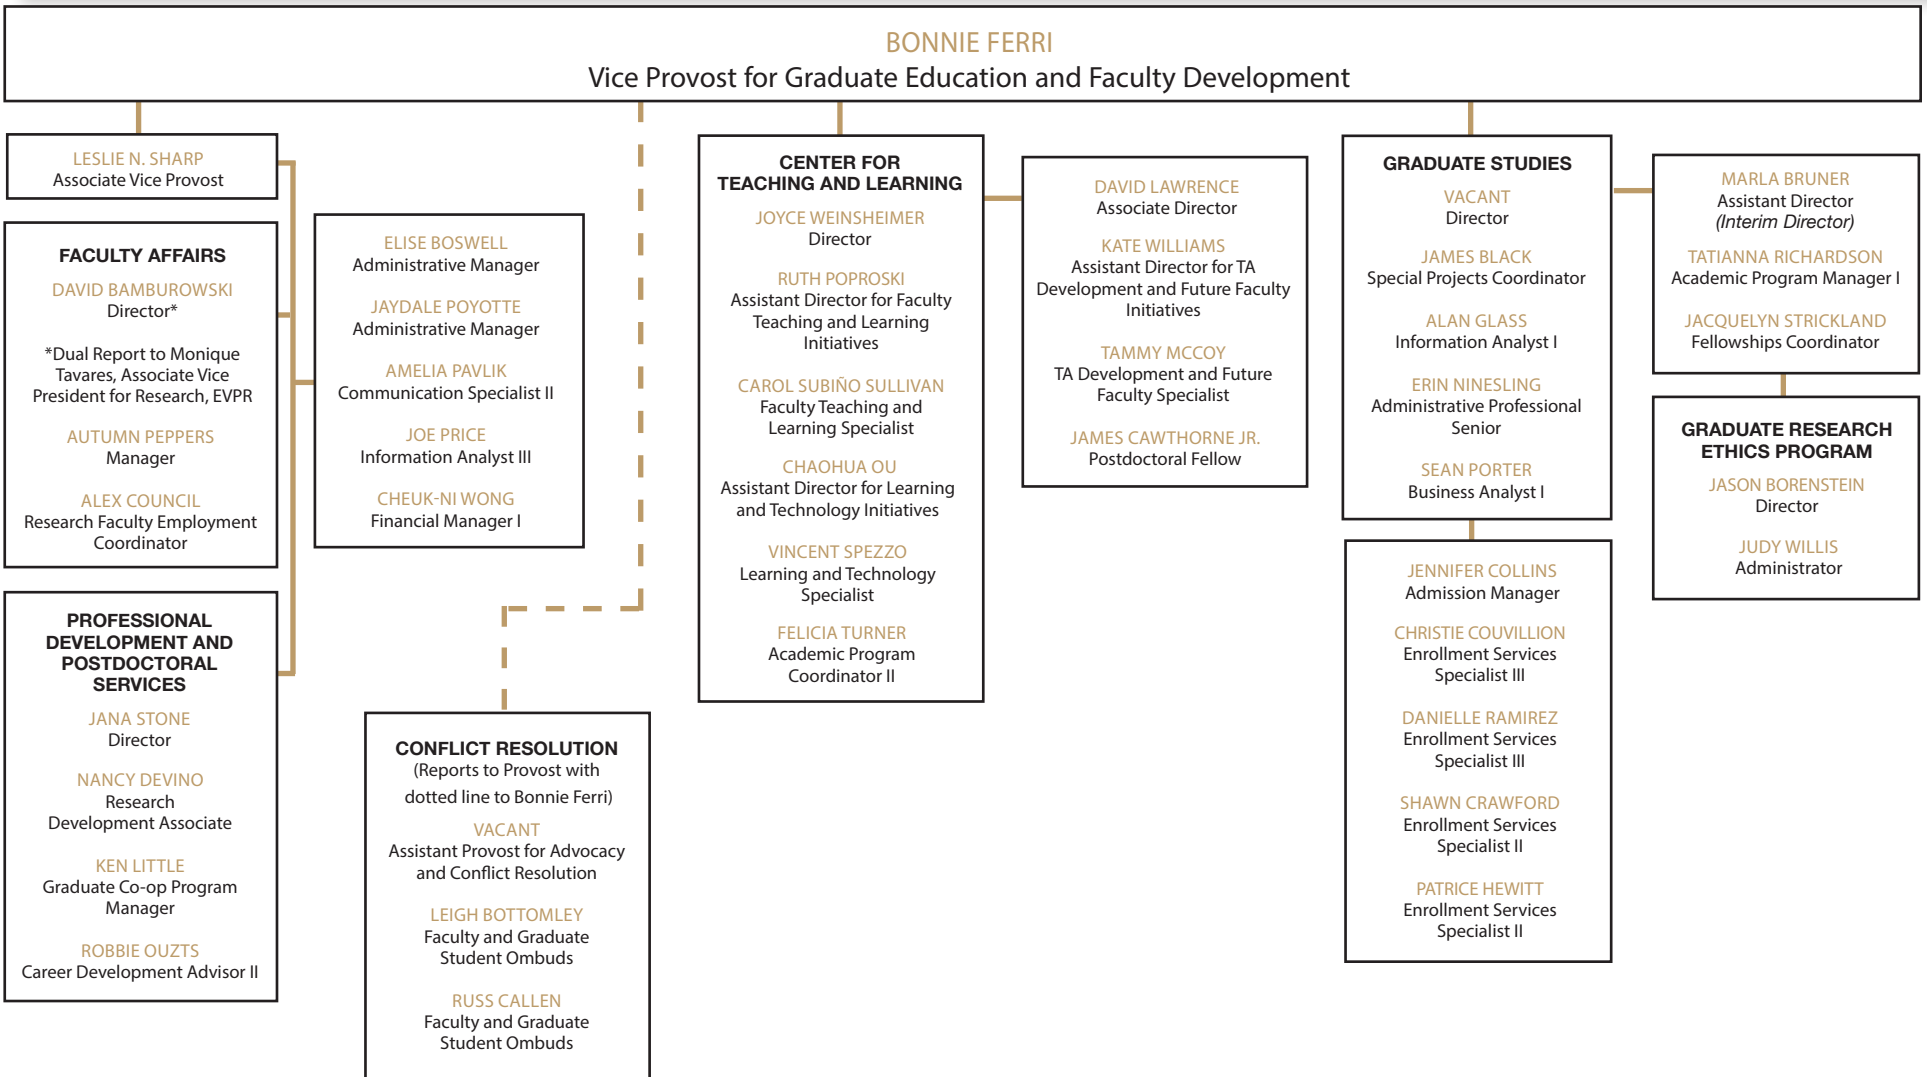 BONNIE FERRI
Vice Provost for Graduate Education and Faculty Development
LESLIE N. SHARP
Associate Vice Provost
FACULTY AFFAIRS
DAVID BAMBUROWSKI
Director*
*Dual Report to Monique
Tavares, Associate Vice
President for Research, EVPR
AUTUMN PEPPERS
Manager
ALEX COUNCIL
Research Faculty Employment
Coordinator
PROFESSIONAL
DEVELOPMENT AND
POSTDOCTORAL
SERVICES
JANA STONE
Director
NANCY DEVINO
Research
Development Associate
KEN LITTLE
Graduate Co-op Program
Manager
ROBBIE OUZTS
Career Development Advisor II
ELISE BOSWELL
Administrative Manager
JAYDALE POYOTTE
Administrative Manager
AMELIA PAVLIK
Communication Specialist II
JOE PRICE
Information Analyst III
CHEUK-NI WONG
Financial Manager I
CONFLICT RESOLUTION
(Reports to Provost with
dotted line to Bonnie Ferri)
VACANT
Assistant Provost for Advocacy
and Conflict Resolution
LEIGH BOTTOMLEY
Faculty and Graduate
Student Ombuds
RUSS CALLEN
Faculty and Graduate
Student Ombuds
CENTER FOR
TEACHING AND LEARNING
JOYCE WEINSHEIMER
Director
RUTH POPROSKI
Assistant Director for Faculty
Teaching and Learning
Initiatives
CAROL SUBIÑO SULLIVAN
Faculty Teaching and
Learning Specialist
CHAOHUA OU
Assistant Director for Learning
and Technology Initiatives
VINCENT SPEZZO
Learning and Technology
Specialist
FELICIA TURNER
Academic Program
Coordinator II
DAVID LAWRENCE
Associate Director
KATE WILLIAMS
Assistant Director for TA
Development and Future Faculty
Initiatives
TAMMY MCCOY
TA Development and Future
Faculty Specialist
JAMES CAWTHORNE JR.
Postdoctoral Fellow
GRADUATE STUDIES
VACANT
Director
JAMES BLACK
Special Projects Coordinator
ALAN GLASS
Information Analyst I
ERIN NINESLING
Administrative Professional
Senior
SEAN PORTER
Business Analyst I
JENNIFER COLLINS
Admission Manager
CHRISTIE COUVILLION
Enrollment Services
Specialist III
DANIELLE RAMIREZ
Enrollment Services
Specialist III
SHAWN CRAWFORD
Enrollment Services
Specialist II
PATRICE HEWITT
Enrollment Services
Specialist II
MARLA BRUNER
Assistant Director
(Interim Director)
TATIANNA RICHARDSON
Academic Program Manager I
JACQUELYN STRICKLAND
Fellowships Coordinator
GRADUATE RESEARCH
ETHICS PROGRAM
JASON BORENSTEIN
Director
JUDY WILLIS
Administrator